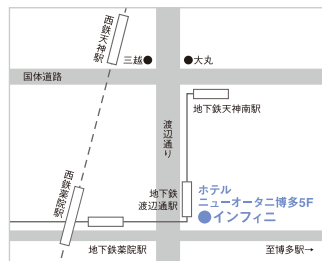 西鉄天神駅
三越
大丸
国体道路
地下鉄天神南駅
渡辺通り
西鉄薬院駅
地下鉄
渡辺通駅
ホテル
ニューオータニ博多5F
インフィニ
地下鉄薬院駅
至博多駅→